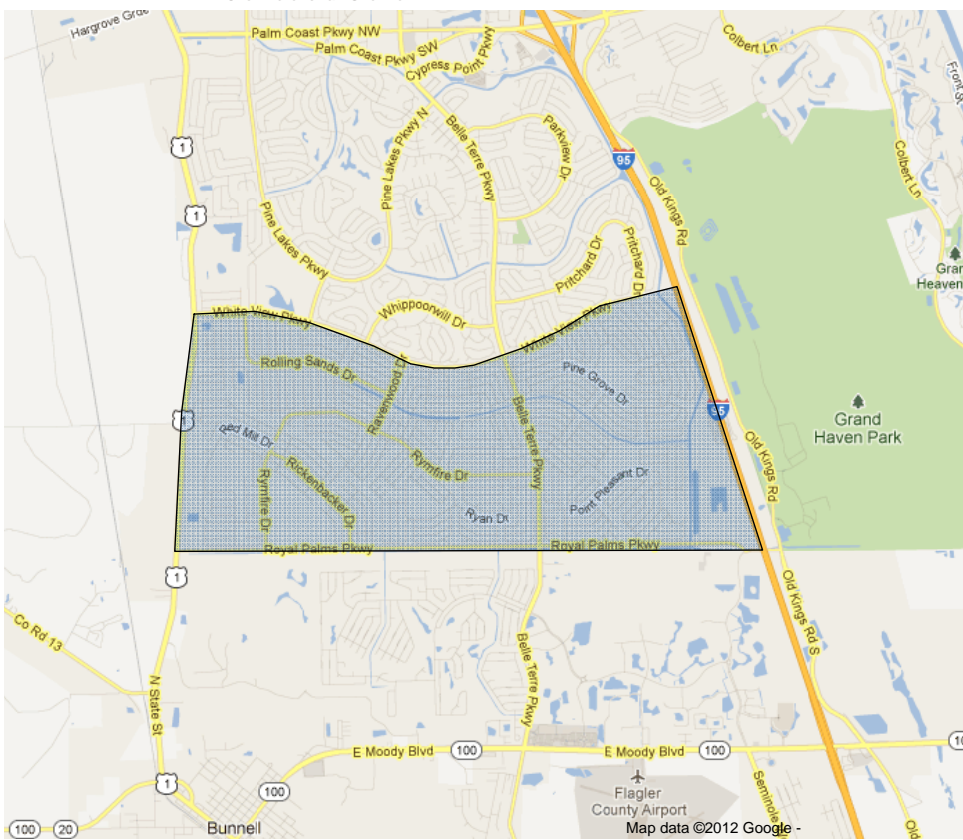 Hargrove Grde
Palm Coast Pkwy NW
Palm Coast Pkwy SW
Cypress Point Pkwy
Colbert Ln
Front St
1
Belle Terre Pkwy
Parkview Dr
Pine Lakes Pkwy N
95
Old Kings Rd
Colbert Ln
1
Pine Lakes Pkwy
Pritchard Dr
Pritchard Dr
Gran
Heaven
White View Pkwy
Whippoorwill Dr
White View Pkwy
Rolling Sands Dr
Ravenwood Dr
Pine Grove Dr
1
95
Grand
Haven Park
Red Mill Dr
Belle Terre Pkwy
Old Kings Rd
Rymfire Dr
Rymfire Dr
Rickenbacker Dr
Point Pleasant Dr
Ryan Dr
Royal Palms Pkwy
Royal Palms Pkwy
1
Co Rd 13
Old Kings Rd S
Belle Terre Pkwy
N State St
E Moody Blvd
100
E Moody Blvd
100
10
1
100
Flagler
County Airport
Seminole
Old
100
20
Bunnell
Map data ©2012 Google -